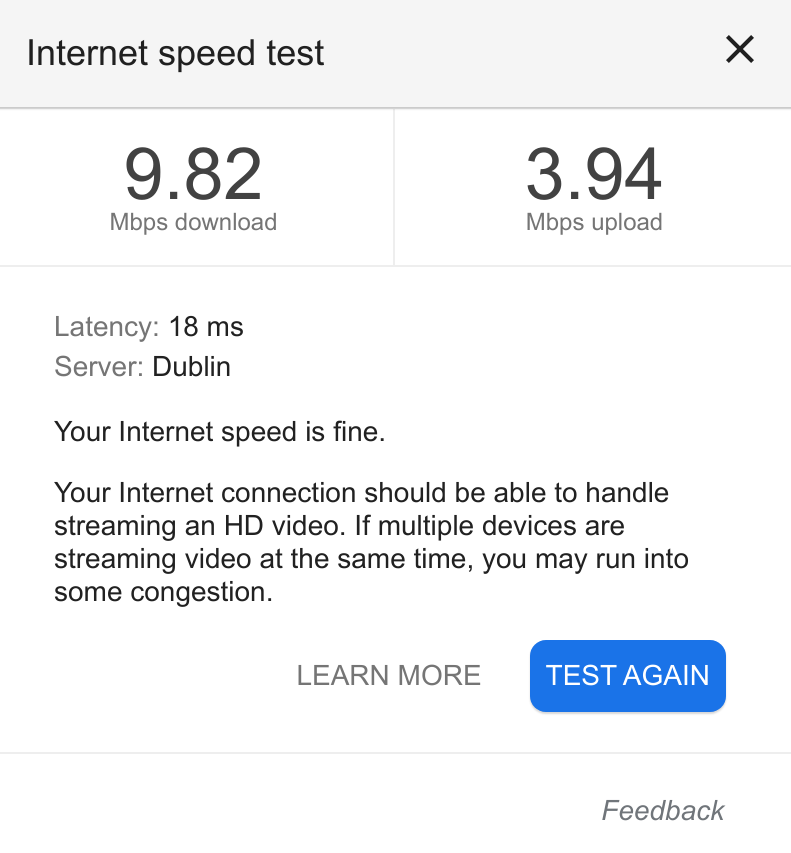 Internet speed test
9.82
Mbps download
3.94
Mbps upload
Latency: 18 ms
Server: Dublin
Your Internet speed is fine.
Your Internet connection should be able to handle
streaming an HD video. If multiple devices are
streaming video at the same time, you may run into
some congestion.
LEARN MORE
TEST AGAIN
Feedback